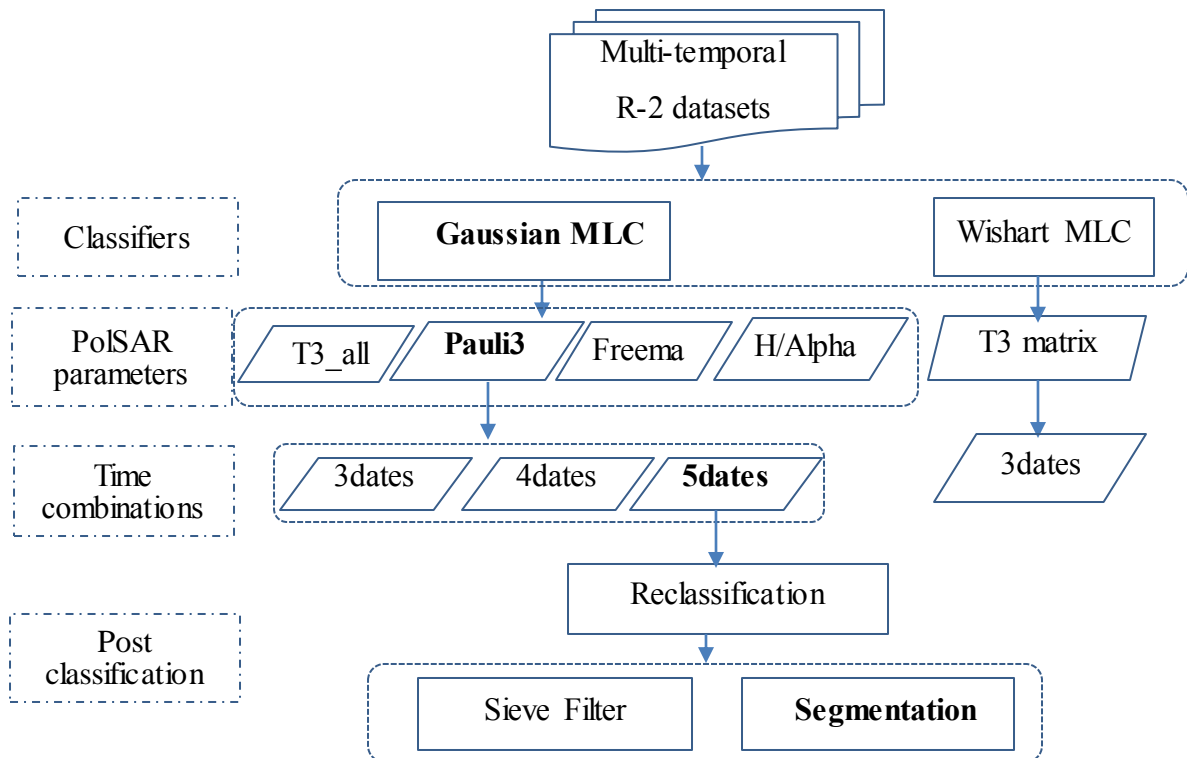 Multi-temporal
R-2 datasets
Classifiers
Gaussian MLC
Wishart MLC
PolSAR
parameters
T3_all
Pauli3
Freema
H/Alpha
T3 matrix
Time
combinations
3dates
4dates
5dates
3dates
Reclassification
Post
classification
Sieve Filter
Segmentation